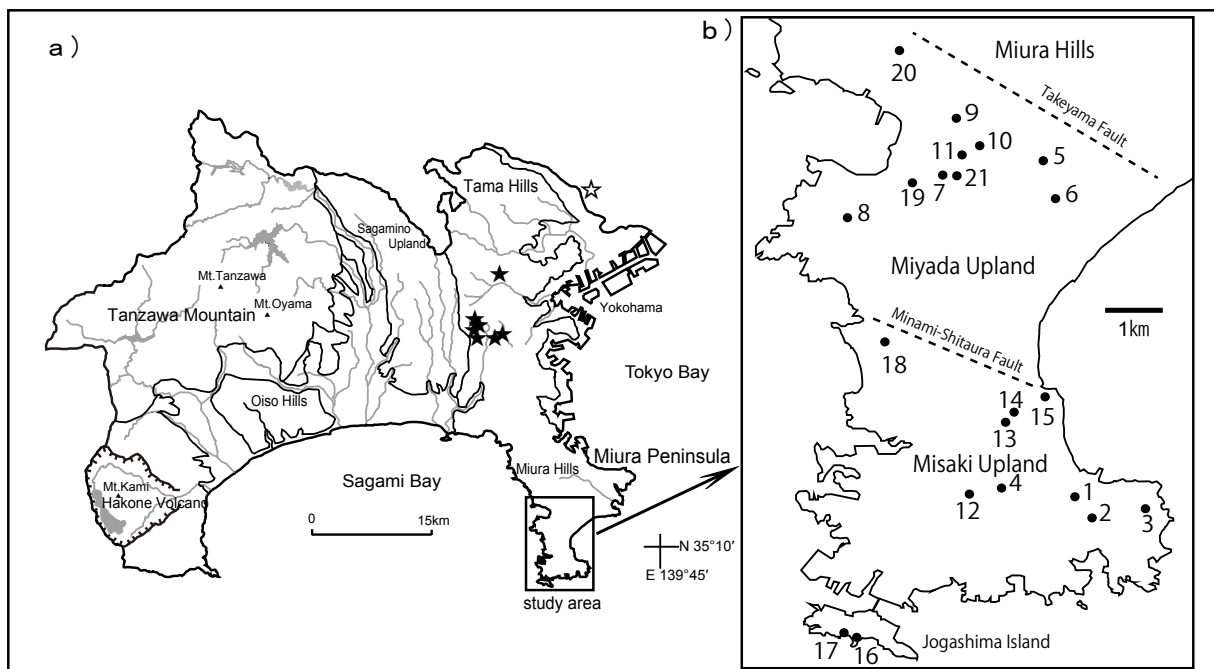 a )
Tama Hills
Sagamino
Upland
Mt.Tanzawa
Mt.Oyama
Tanzawa Mountain
Yokohama
Tokyo Bay
Oiso Hills
Miura Hills
Miura Peninsula
Mt.Kami
Hakone Volcano
Sagami Bay
0
15km
N 35°10′
E 139°45′
study area
b )
Miura Hills
20
Takeyama Fault
9
10
11
5
7
21
19
6
8
Miyada Upland
1km
Minami-Shitaura Fault
18
14
15
13
Misaki Upland
4
1
12
2
3
Jogashima Island
17
16